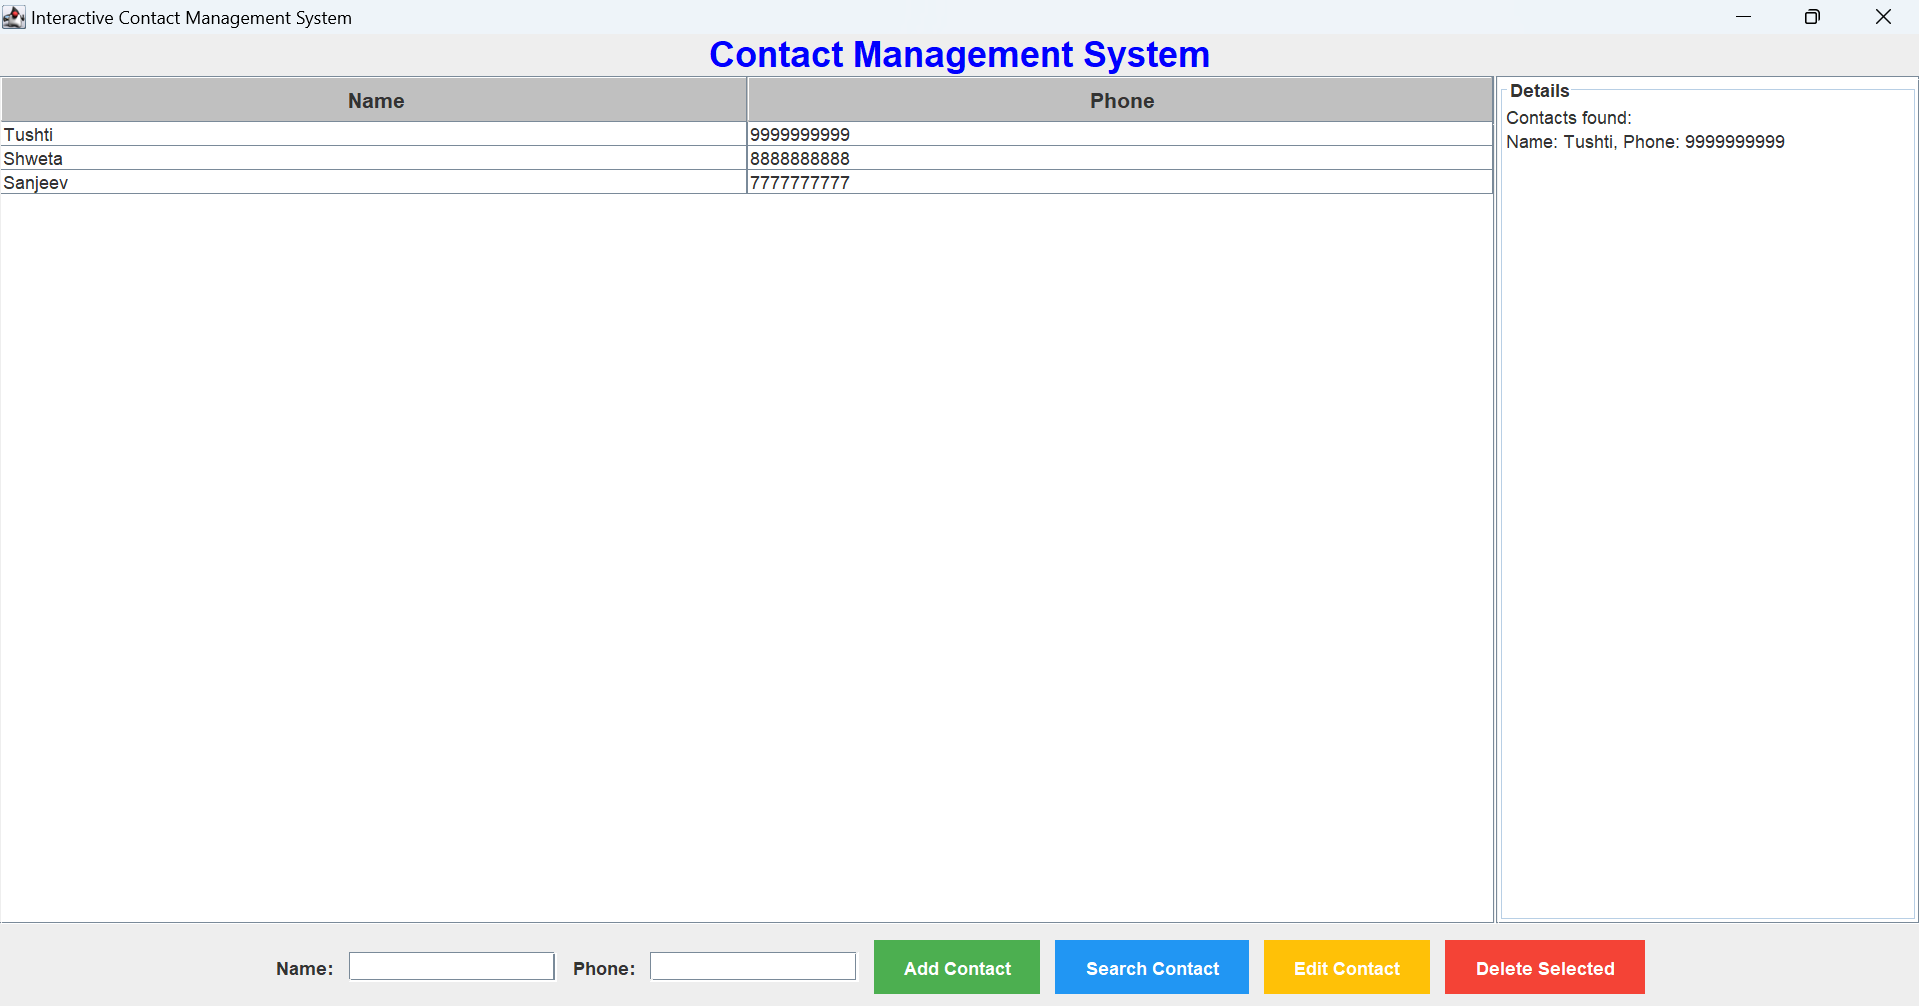 Interactive Contact Management System
Contact Management System
Name Phone
Tushti 9999999999
Shweta 8888888888
Sanjeev 7777777777
Details
Contacts found:
Name: Tushti, Phone: 9999999999
Name: Phone: Add Contact Search Contact Edit Contact Delete Selected